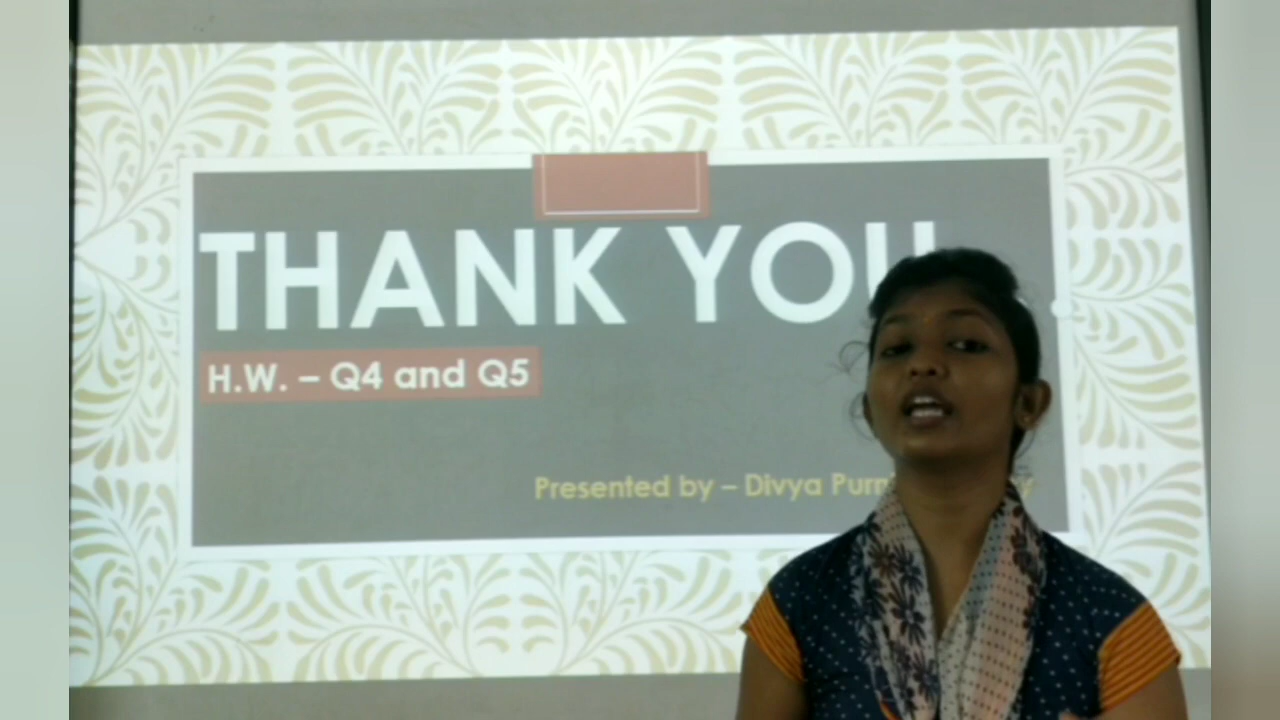 THANK YOU
H.W. – Q4 and Q5
Presented by – Divya